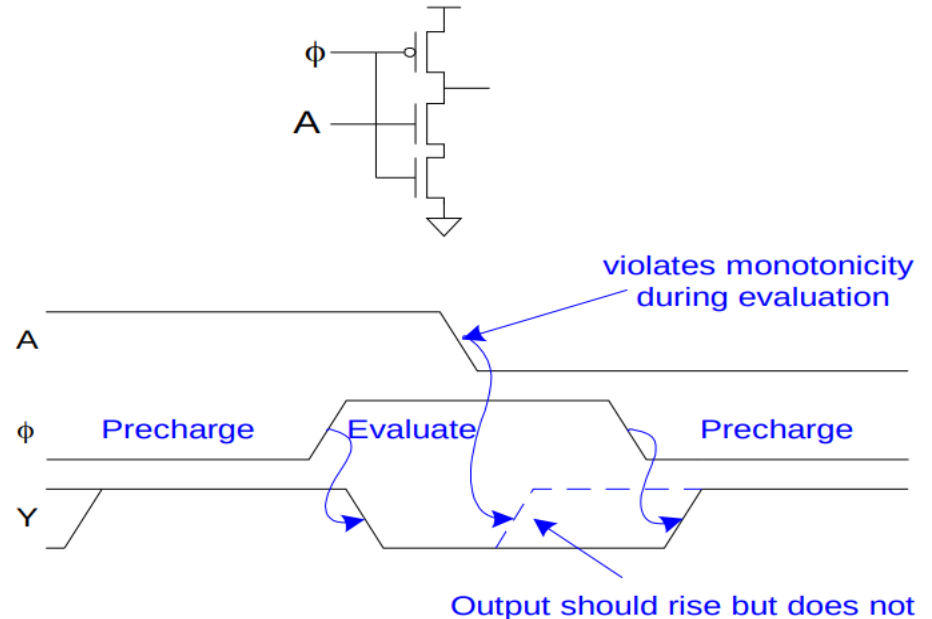 ϕ
A
violates monotonicity
during evaluation
A
ϕ
Precharge
Evaluate
Precharge
Y
Output should rise but does not